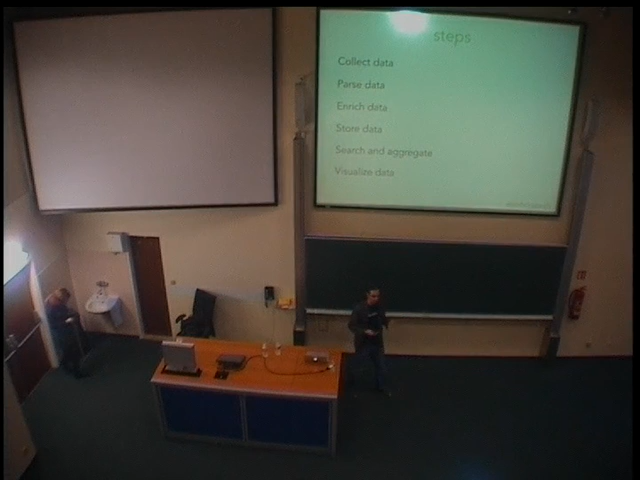 steps
Collect data
Parse data
Enrich data
Store data
Search and aggregate
Visualize data